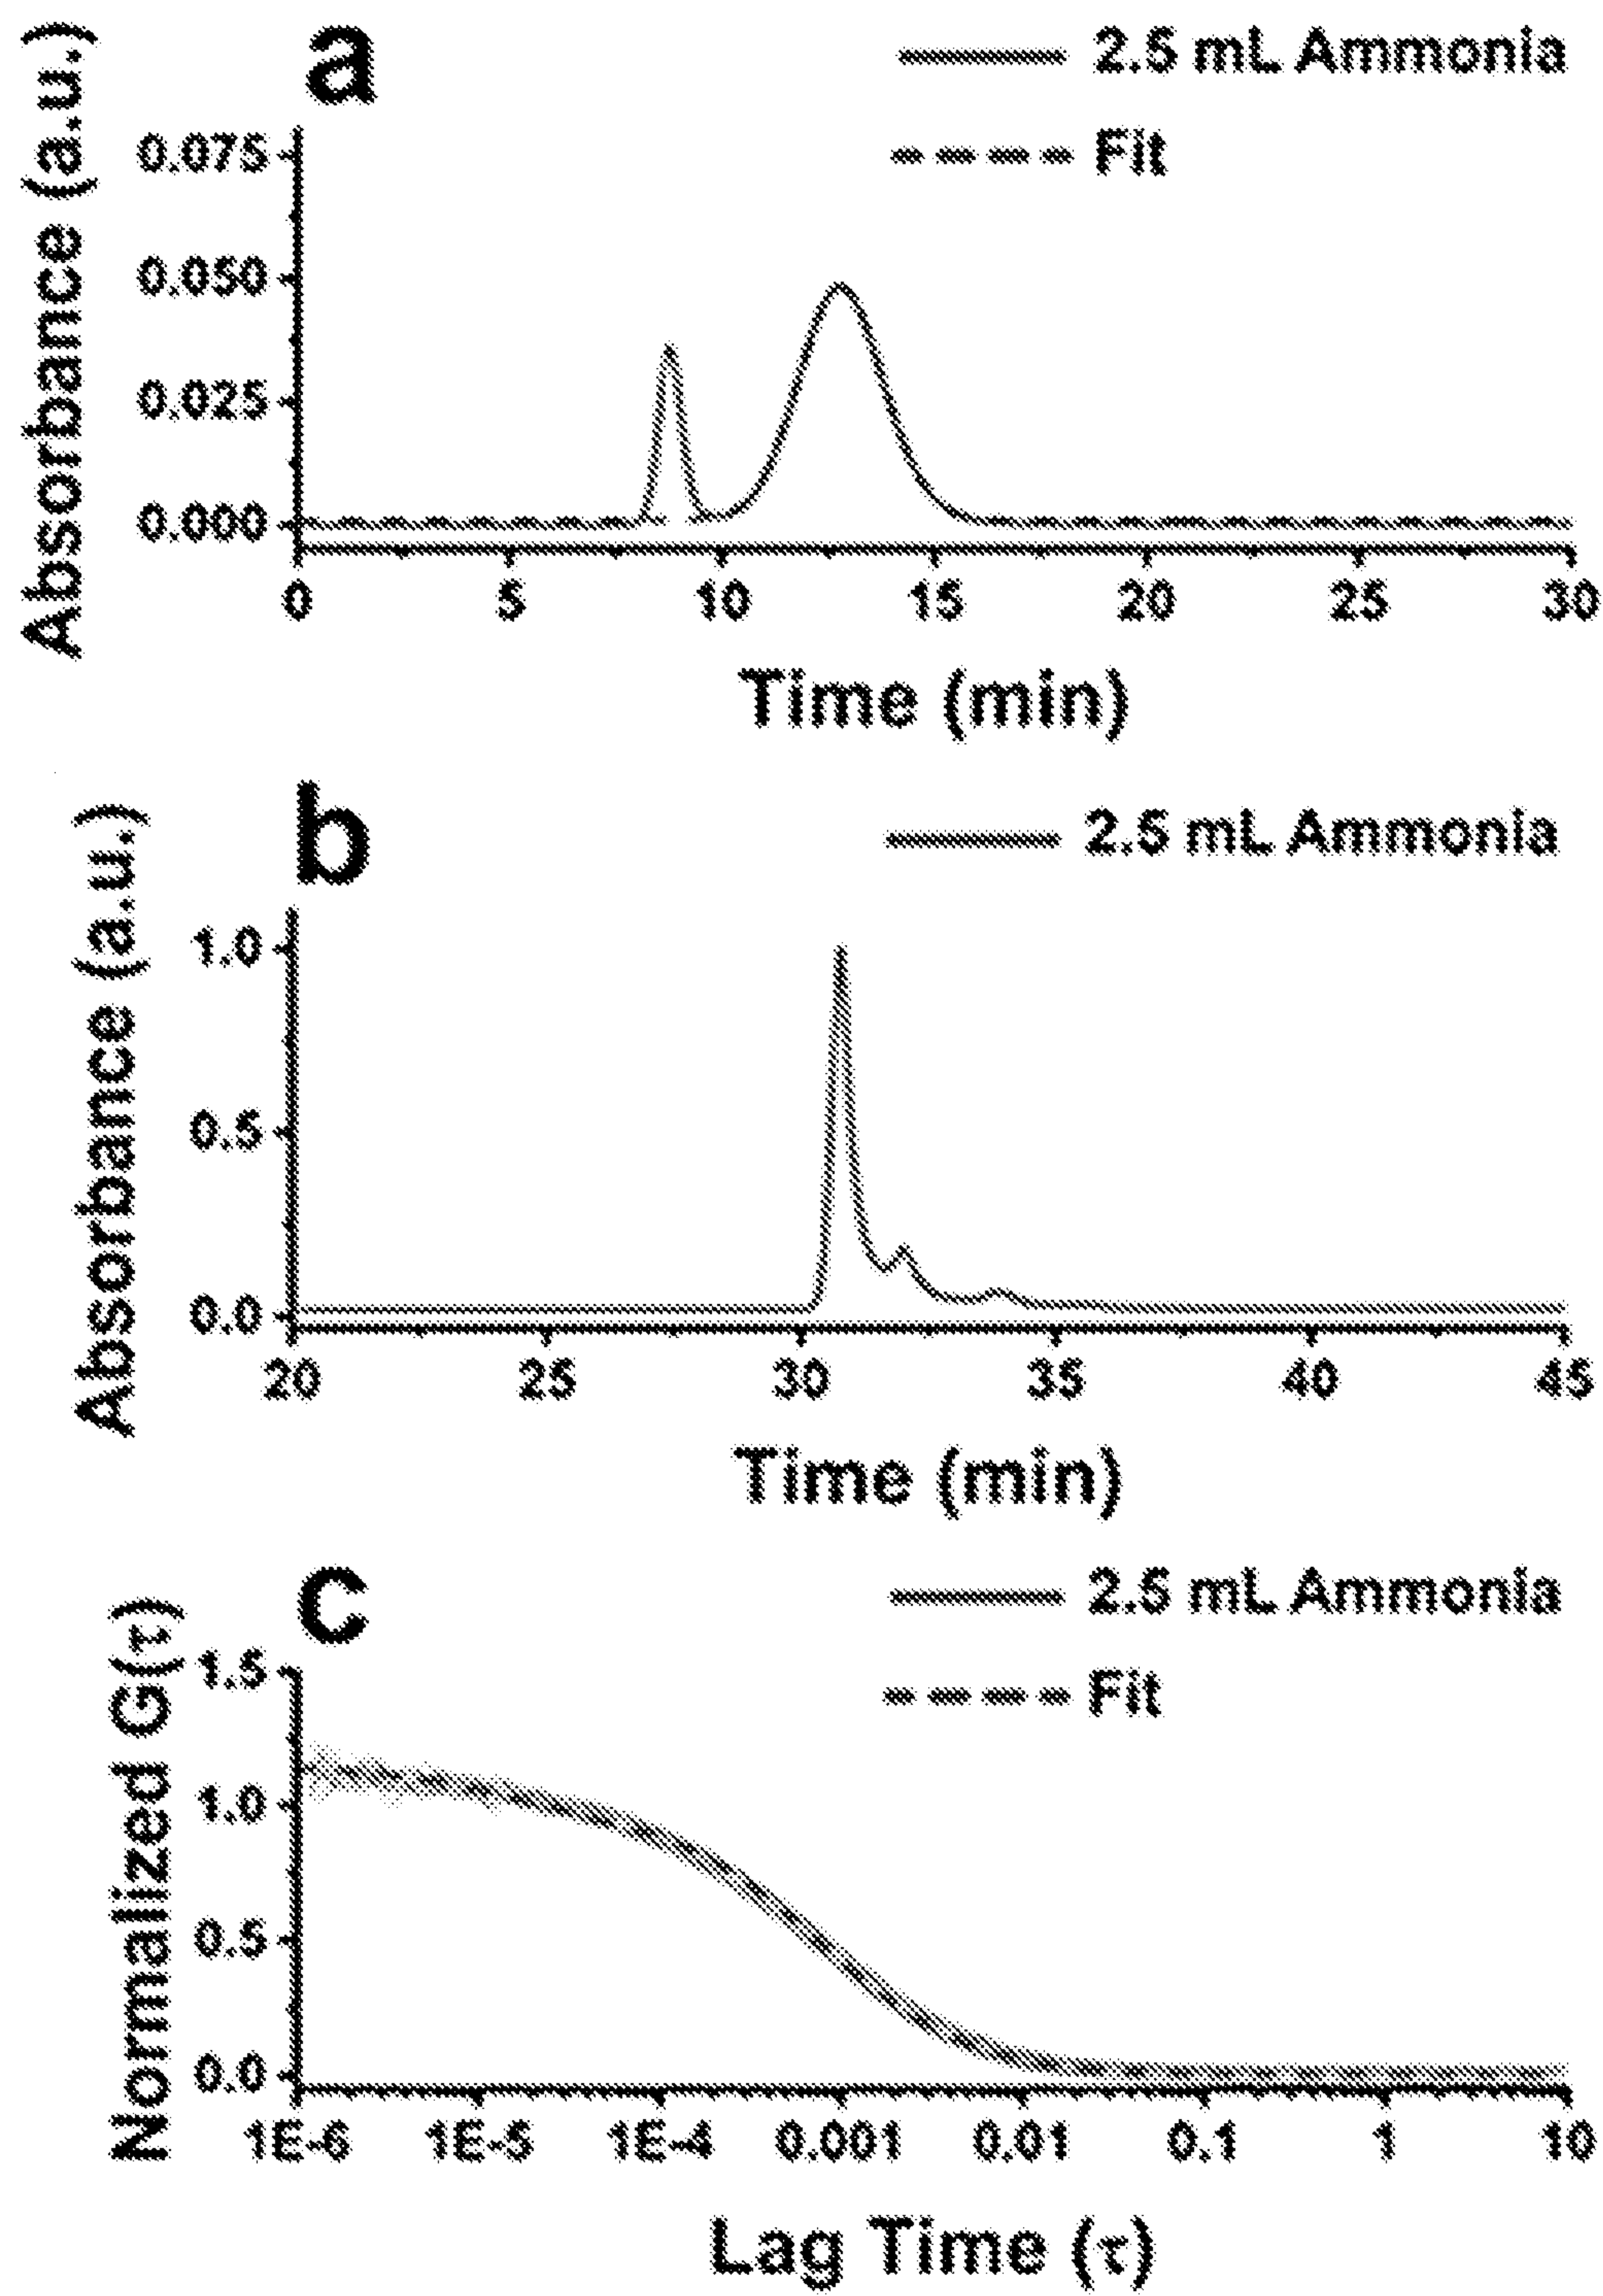 a
2.5 mL Ammonia
Fit
Absorbance (a.u.)
0.075
0.050
0.025
0.000
0 5 10 15 20 25 30
Time (min)
b
2.5 mL Ammonia
Absorbance (a.u.)
1.0
0.5
0.0
20 25 30 35 40 45
Time (min)
c
2.5 mL Ammonia
Fit
Normalized G(τ)
1.5
1.0
0.5
0.0
1E-6 1E-5 1E-4 0.001 0.01 0.1 1 10
Lag Time (τ)